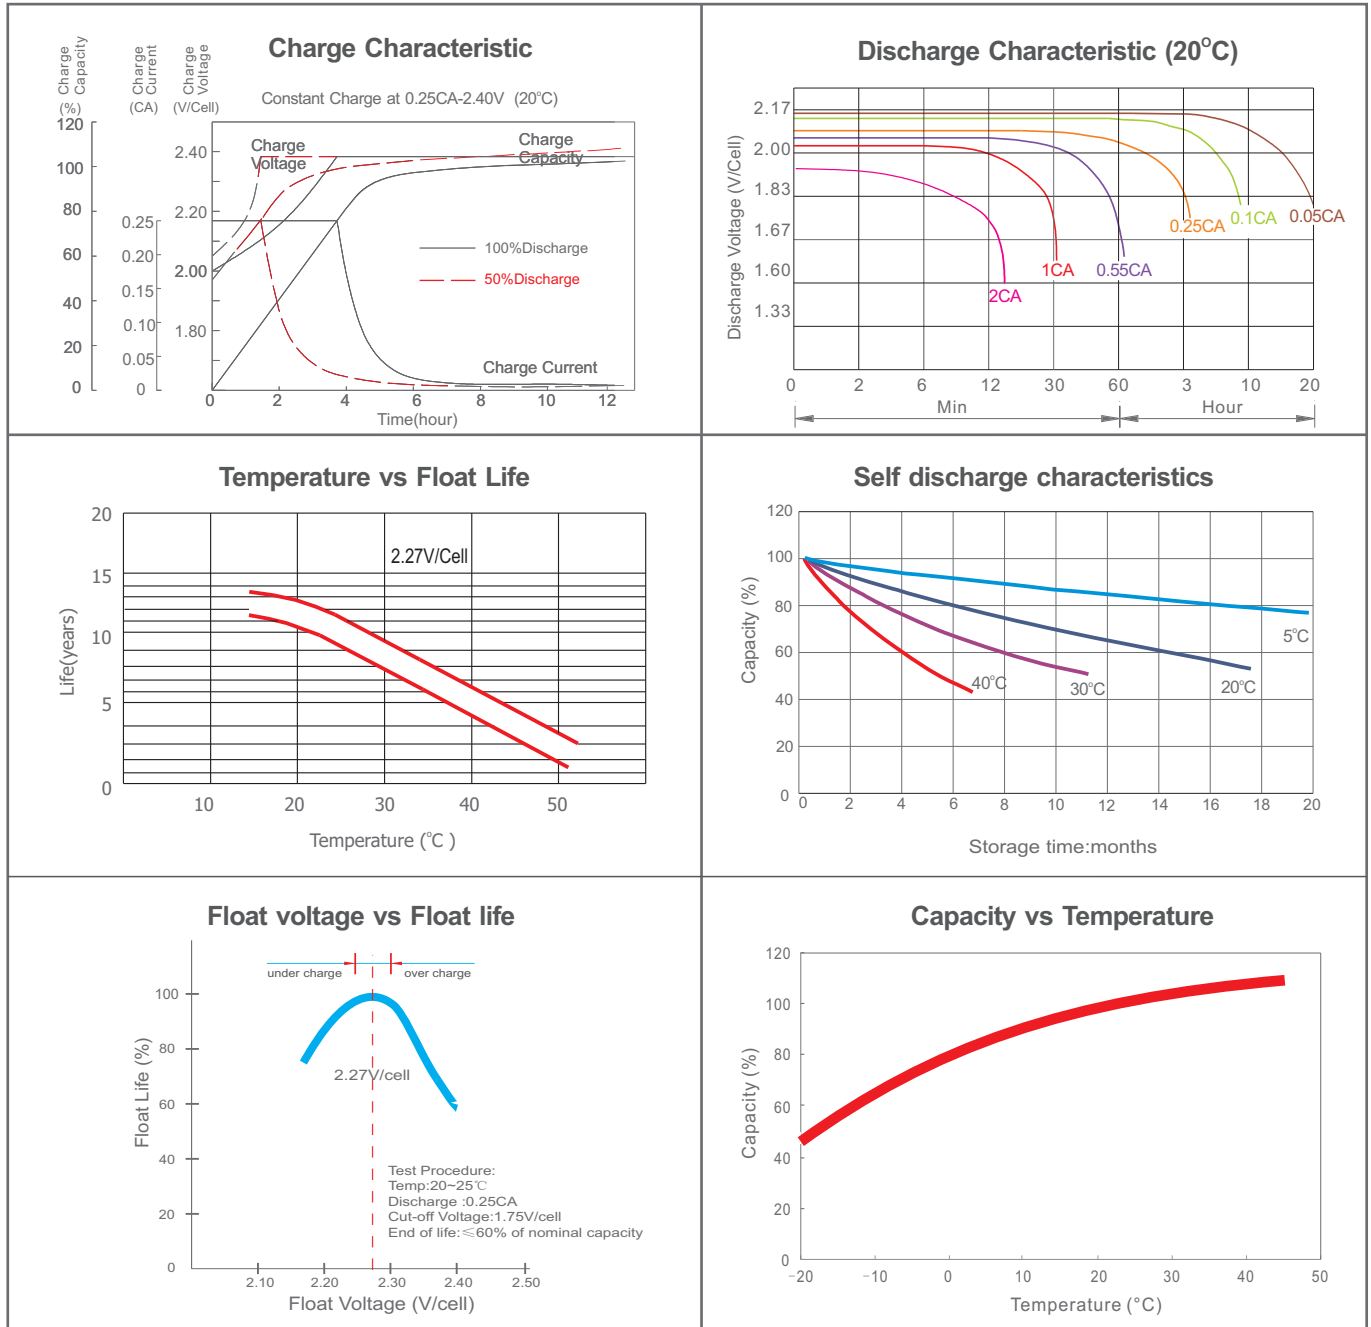 Charge Characteristic
Charge
Capacity
(%)
Charge
Current
(CA)
Charge
Voltage
(V/Cell)
Constant Charge at 0.25CA-2.40V (20°C)
120
100
80
60
40
20
0
0.25
0.20
0.15
0.10
0.05
0
2.40
2.20
2.00
1.80
Charge
Voltage
Charge
Capacity
100%Discharge
50%Discharge
Charge Current
0 2 4 6 8 10 12
Time(hour)
Discharge Characteristic (20°C)
Discharge Voltage (V/Cell)
2.17
2.00
1.83
1.67
1.60
1.33
2CA
1CA
0.55CA
0.25CA
0.1CA
0.05CA
0 2 6 12 30 60 3 10 20
Min Hour
Temperature vs Float Life
Life(years)
20
15
10
5
0
2.27V/Cell
10 20 30 40 50
Temperature (°C )
Self discharge characteristics
Capacity (%)
120
100
80
60
40
20
0
5°C
40°C
30°C
20°C
0 2 4 6 8 10 12 14 16 18 20
Storage time:months
Float voltage vs Float life
under charge
over charge
Float Life (%)
100
80
60
40
20
0
2.27V/cell
Test Procedure:
Temp:20~25℃
Discharge :0.25CA
Cut-off Voltage:1.75V/cell
End of life:≤60% of nominal capacity
2.10 2.20 2.30 2.40 2.50
Float Voltage (V/cell)
Capacity vs Temperature
Capacity (%)
120
100
80
60
40
20
0
−20 −10 0 10 20 30 40 50
Temperature (°C)